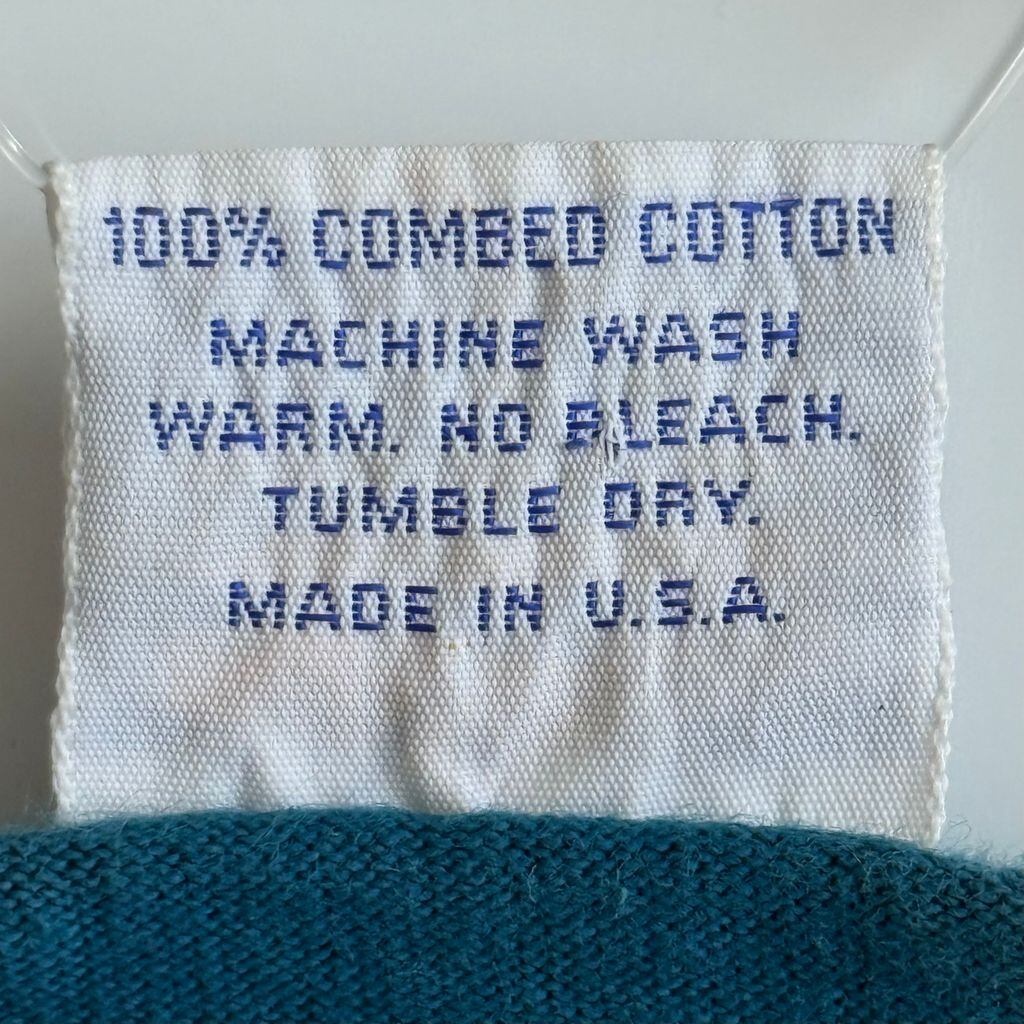 100% COMBED COTTON
MACHINE WASH
WARM. NO BLEACH.
TUMBLE DRY.
MADE IN U.S.A.